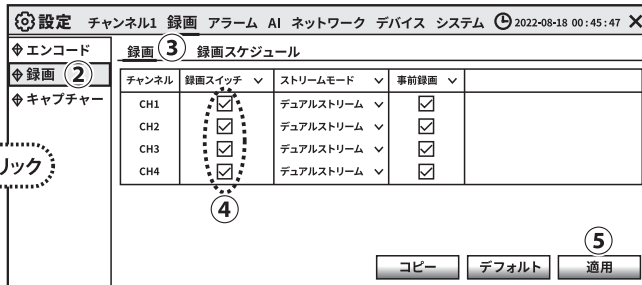 設定 チャンネル1 録画 アラーム AI ネットワーク デバイス システム 2022-08-18 00:45:47 ✕
エンコード
録画 ②
キャプチャー
録画 ③ 録画スケジュール
チャンネル 録画スイッチ ストリームモード 事前録画
CH1 デュアルストリーム
CH2 デュアルストリーム
CH3 デュアルストリーム
CH4 デュアルストリーム
リック
④
⑤
コピー デフォルト 適用